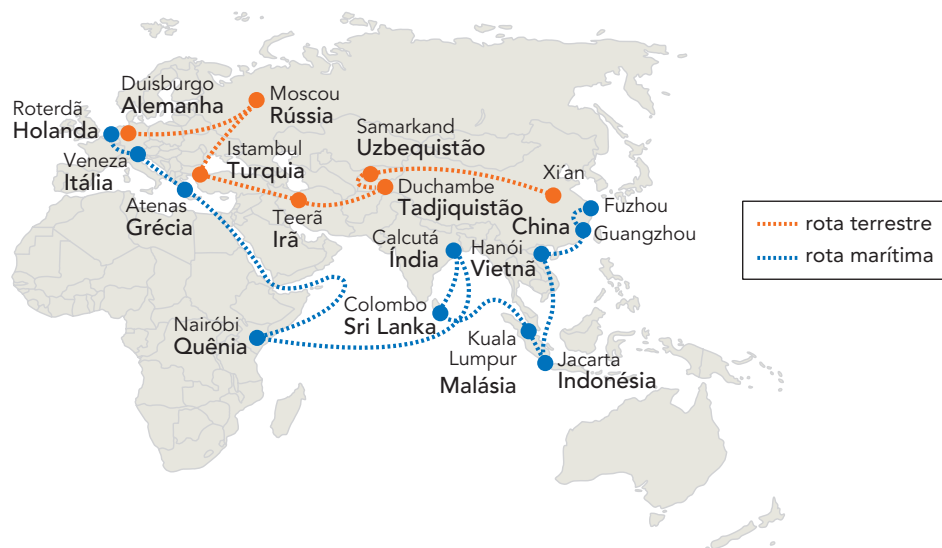 Duisburgo
Alemanha
Moscou
Rússia
Roterdã
Holanda
Veneza
Itália
Istambul
Turquia
Samarkand
Uzbequistão
Xi’an
Atenas
Grécia
Teerã
Irã
Duchambe
Tadjiquistão
China
Fuzhou
Guangzhou
Calcutá
Índia
Hanói
Vietnã
Colombo
Sri Lanka
Nairóbi
Quênia
Kuala
Lumpur
Malásia
Jacarta
Indonésia
rota terrestre
rota marítima